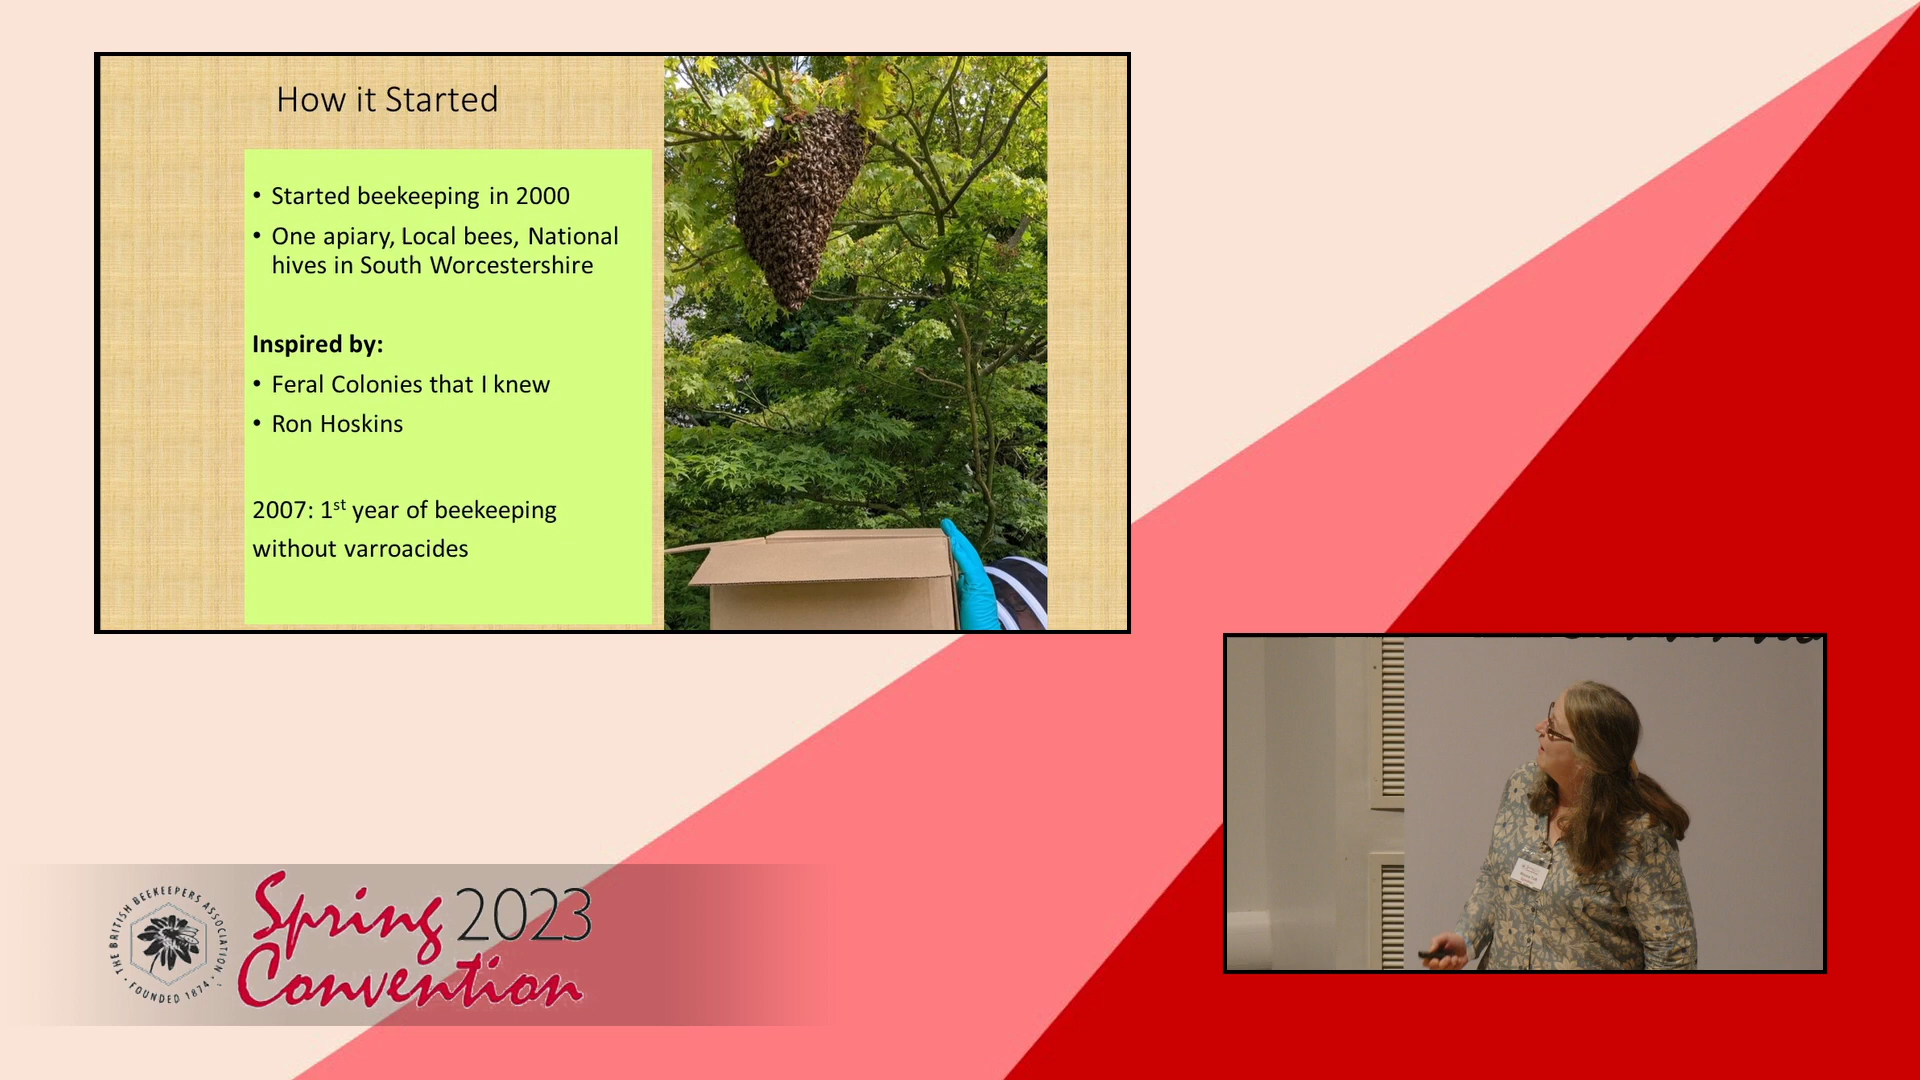 How it Started
• Started beekeeping in 2000
• One apiary, Local bees, National
hives in South Worcestershire
Inspired by:
• Feral Colonies that I knew
• Ron Hoskins
2007: 1st year of beekeeping
without varroacides
THE BRITISH BEEKEEPERS ASSOCIATION
FOUNDED 1874
Spring 2023
Convention